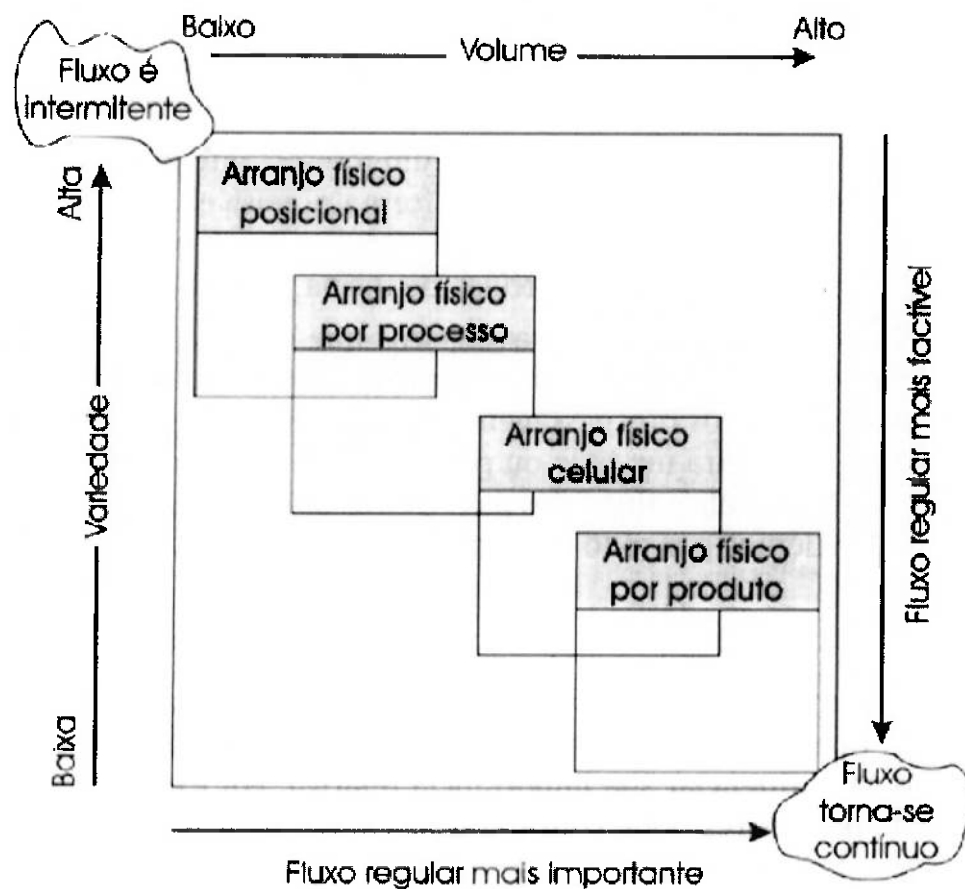 Baixo
Alto
Volume
Fluxo é
intermitente
Alta
Variedade
Baixa
Arranjo físico
posicional
Arranjo físico
por processo
Arranjo físico
celular
Arranjo físico
por produto
Fluxo regular mais factível
Fluxo
torna-se
contínuo
Fluxo regular mais importante